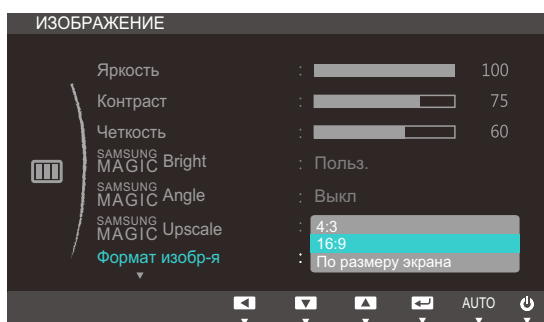 ИЗОБРАЖЕНИЕ
Яркость : 100
Контраст : 75
Четкость : 60
SAMSUNG MAGIC Bright : Польз.
SAMSUNG MAGIC Angle : Выкл
SAMSUNG MAGIC Upscale :
4:3
16:9
Формат изобр-я :
По размеру экрана
AUTO